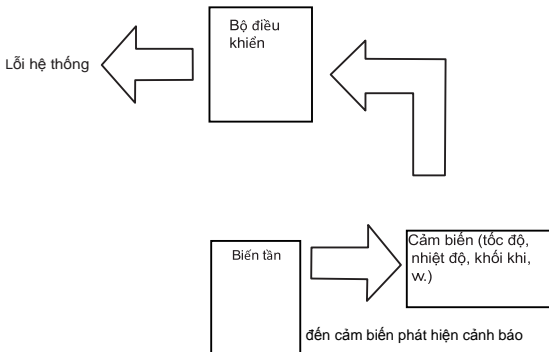 Bộ điều
khiển
Lỗi hệ thống
Biến tần
Cảm biến (tốc độ,
nhiệt độ, khối khi,
w.)
đến cảm biến phát hiện cảnh báo